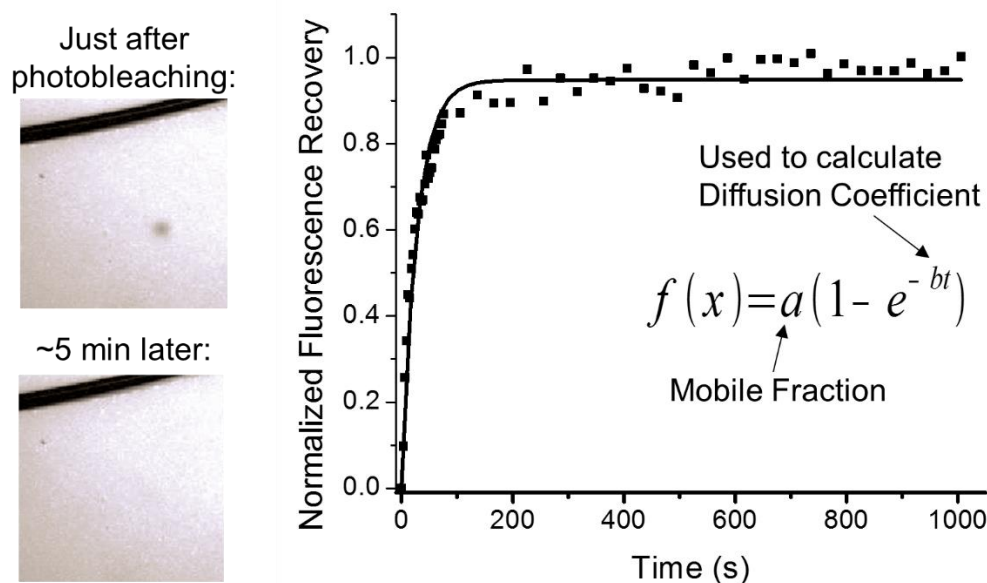 Just after
photobleaching:
~5 min later:
Normalized Fluorescence Recovery
1.0
0.8
0.6
0.4
0.2
0.0
Used to calculate
Diffusion Coefficient
f(x)=a(1- e^{- bt})
Mobile Fraction
0 200 400 600 800 1000
Time (s)